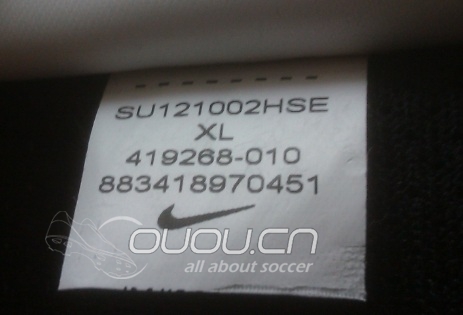 SU121002HSE
XL
419268-010
883418970451
OUOU.CN
all about soccer